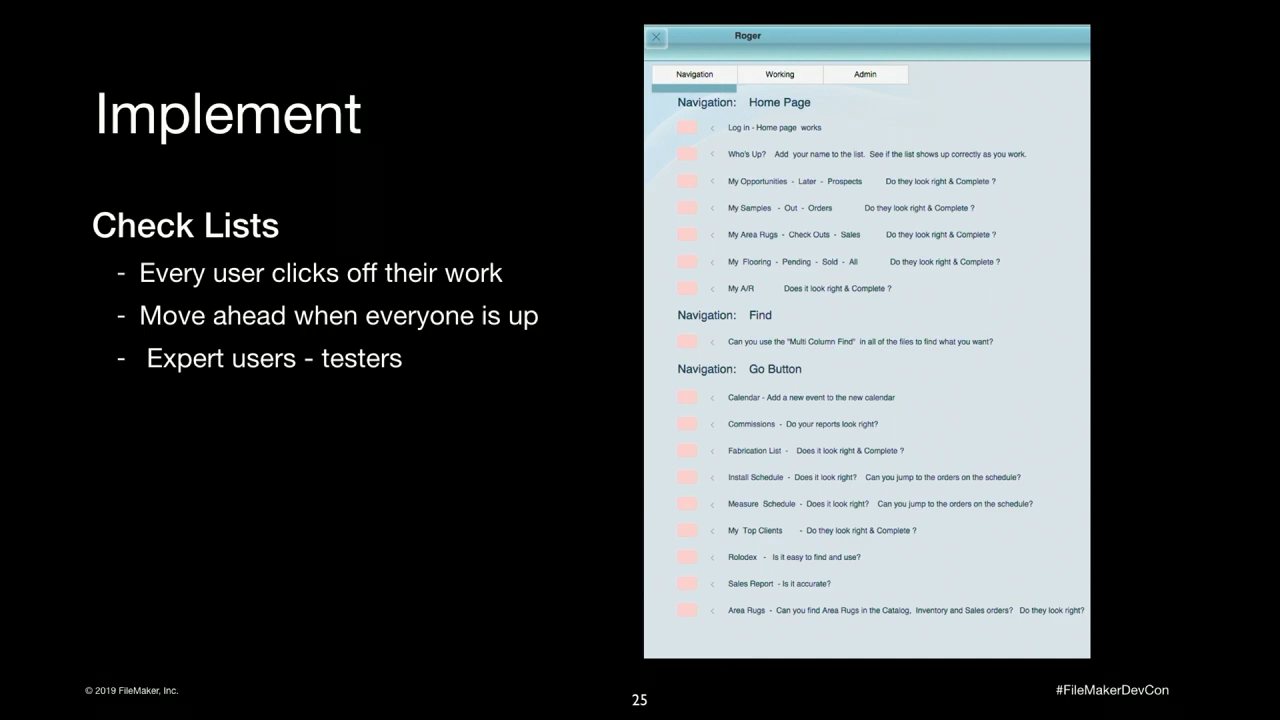 Implement
Check Lists
- Every user clicks off their work
- Move ahead when everyone is up
- Expert users - testers
Roger
Navigation Working Admin
Navigation: Home Page
< Log in - Home page works
< Who's Up? Add your name to the list. See if the list shows up correctly as you work.
< My Opportunities - Later - Prospects Do they look right & Complete ?
< My Samples - Out - Orders Do they look right & Complete ?
< My Area Rugs - Check Outs - Sales Do they look right & Complete ?
< My Flooring - Pending - Sold - All Do they look right & Complete ?
< My A/R Does it look right & Complete ?
Navigation: Find
< Can you use the "Multi Column Find" in all of the files to find what you want?
Navigation: Go Button
< Calendar - Add a new event to the new calendar
< Commissions - Do your reports look right?
< Fabrication List - Does it look right & Complete ?
< Install Schedule - Does it look right? Can you jump to the orders on the schedule?
< Measure Schedule - Does it look right? Can you jump to the orders on the schedule?
< My Top Clients - Do they look right & Complete ?
< Rolodex - Is it easy to find and use?
< Sales Report - Is it accurate?
< Area Rugs - Can you find Area Rugs in the Catalog, Inventory and Sales orders? Do they look right?
© 2019 FileMaker, Inc.
25
#FileMakerDevCon